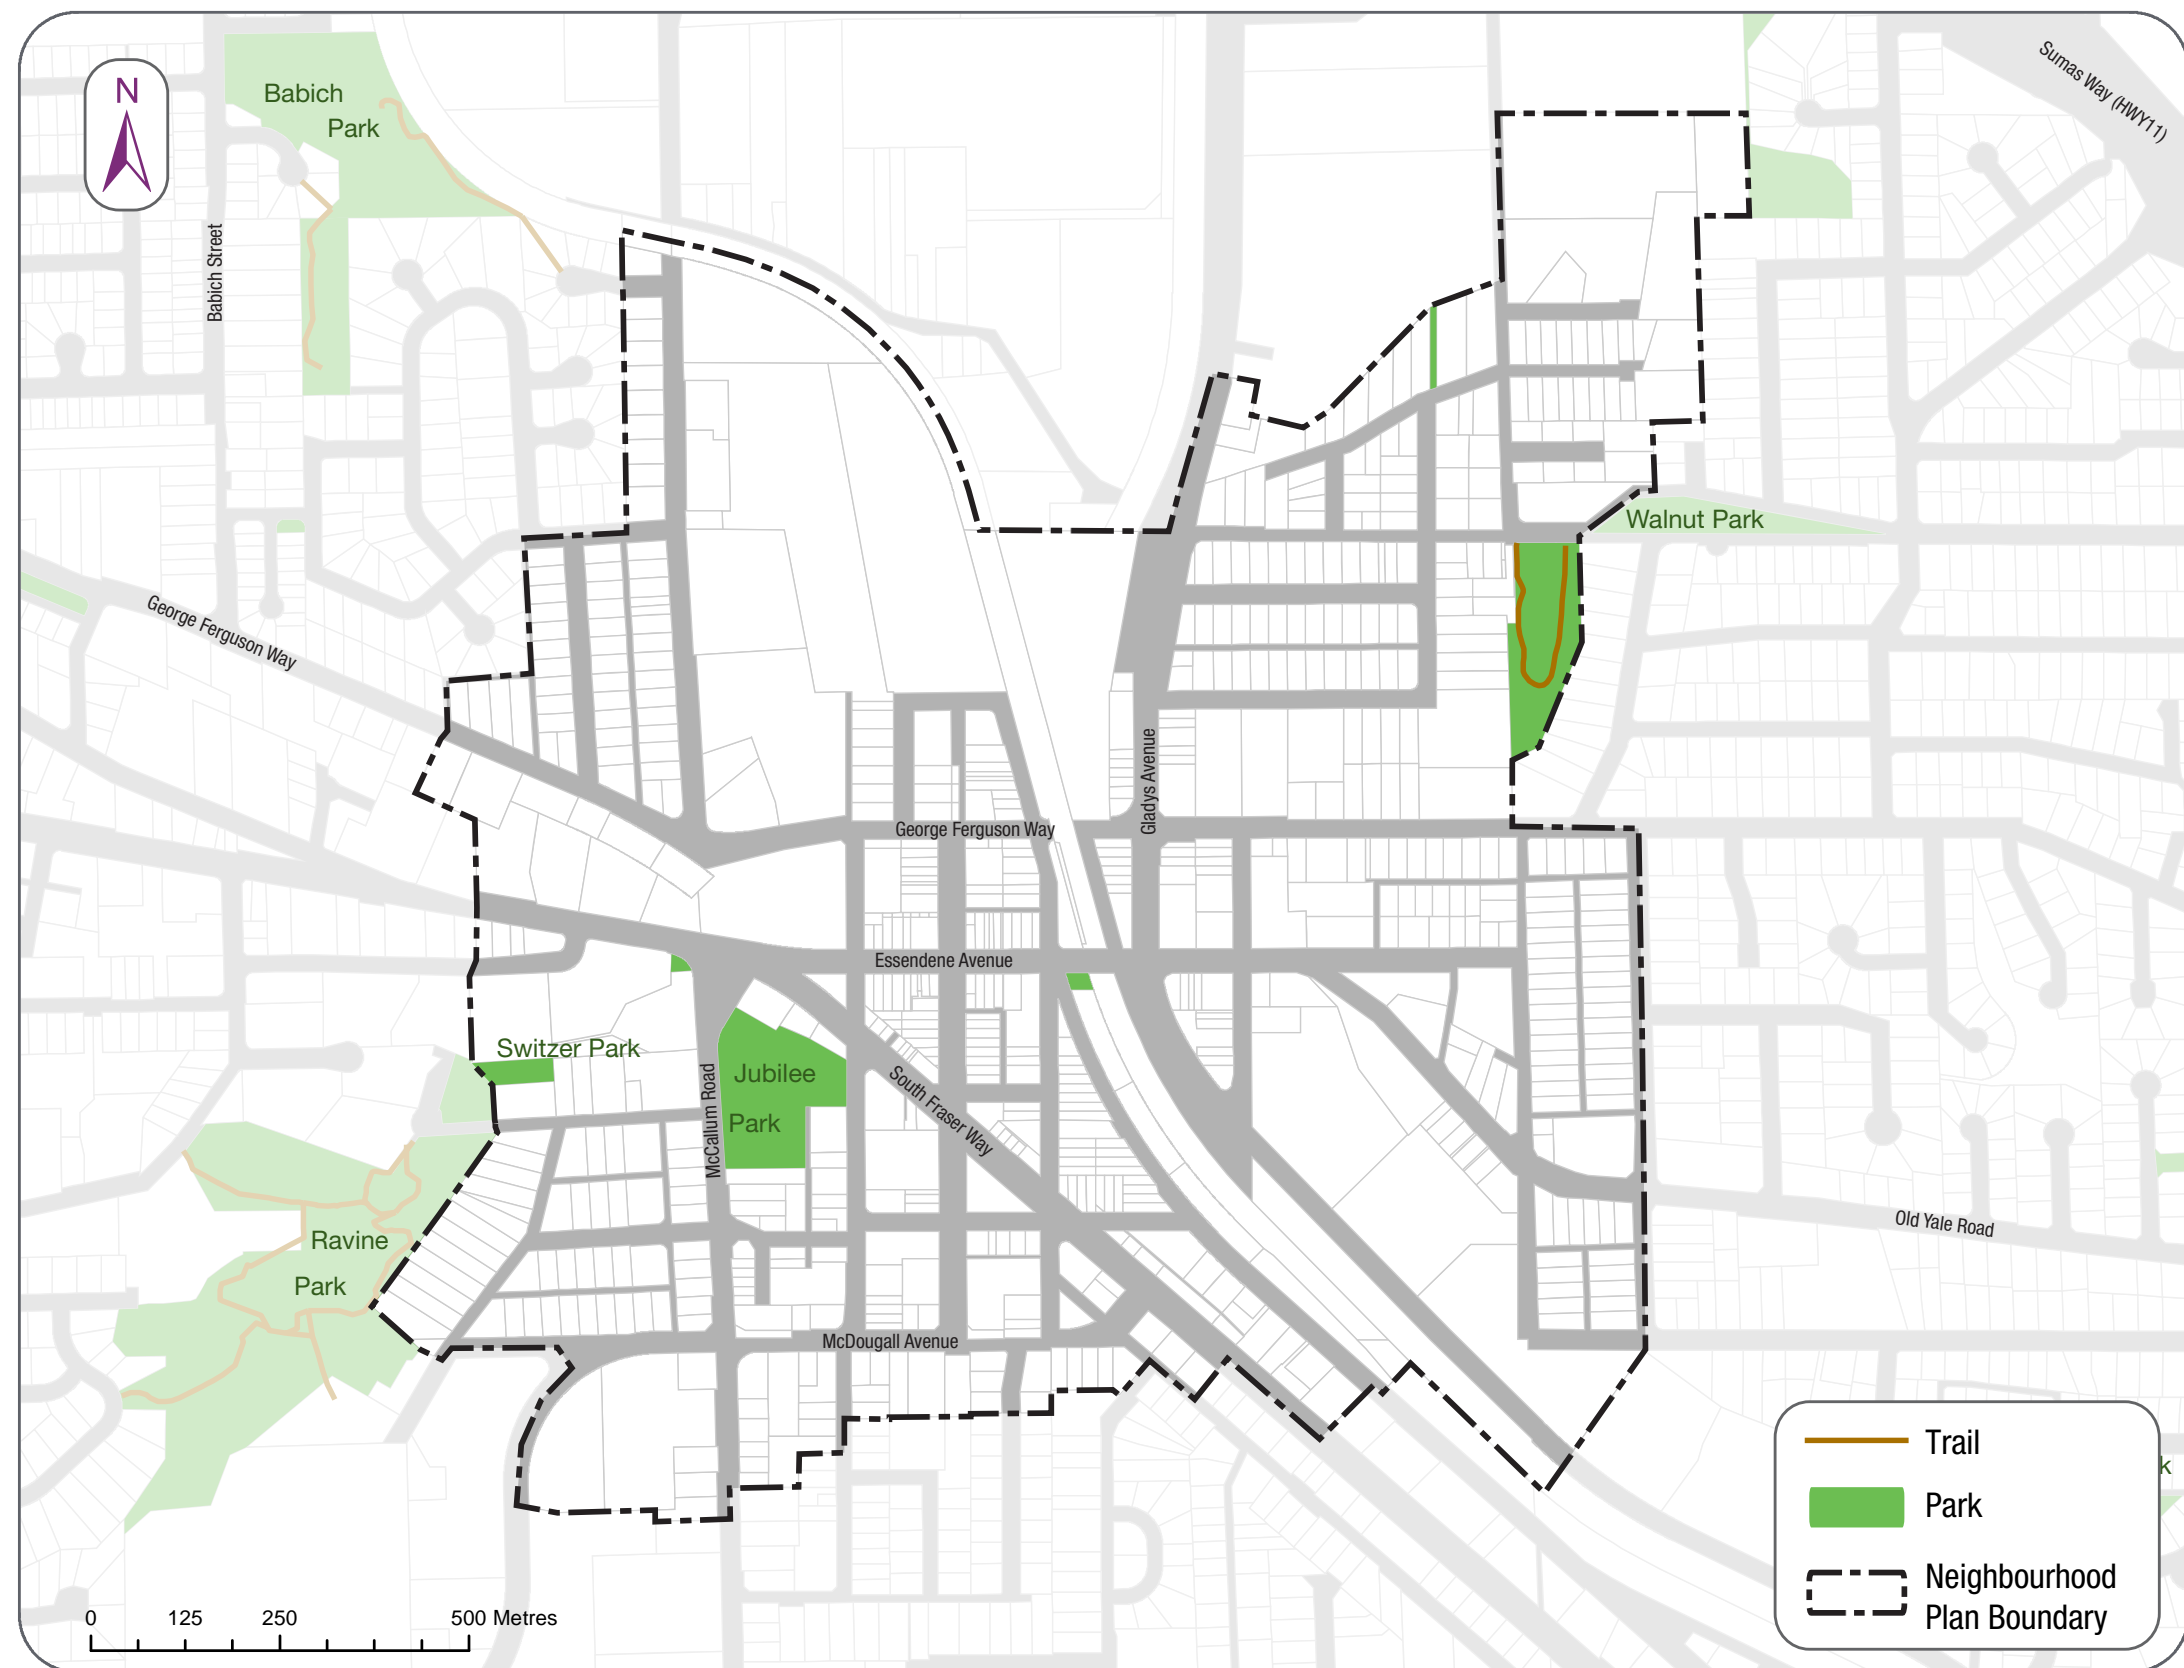 N
Babich
Park
Sumas Way (HWY11)
Babich Street
George Ferguson Way
Walnut Park
Gladys Avenue
George Ferguson Way
Essendene Avenue
Switzer Park
Jubilee
Park
McCallum Road
South Fraser Way
Ravine
Park
Old Yale Road
McDougall Avenue
Trail
k
Park
Neighbourhood
Plan Boundary
0 125 250 500 Metres